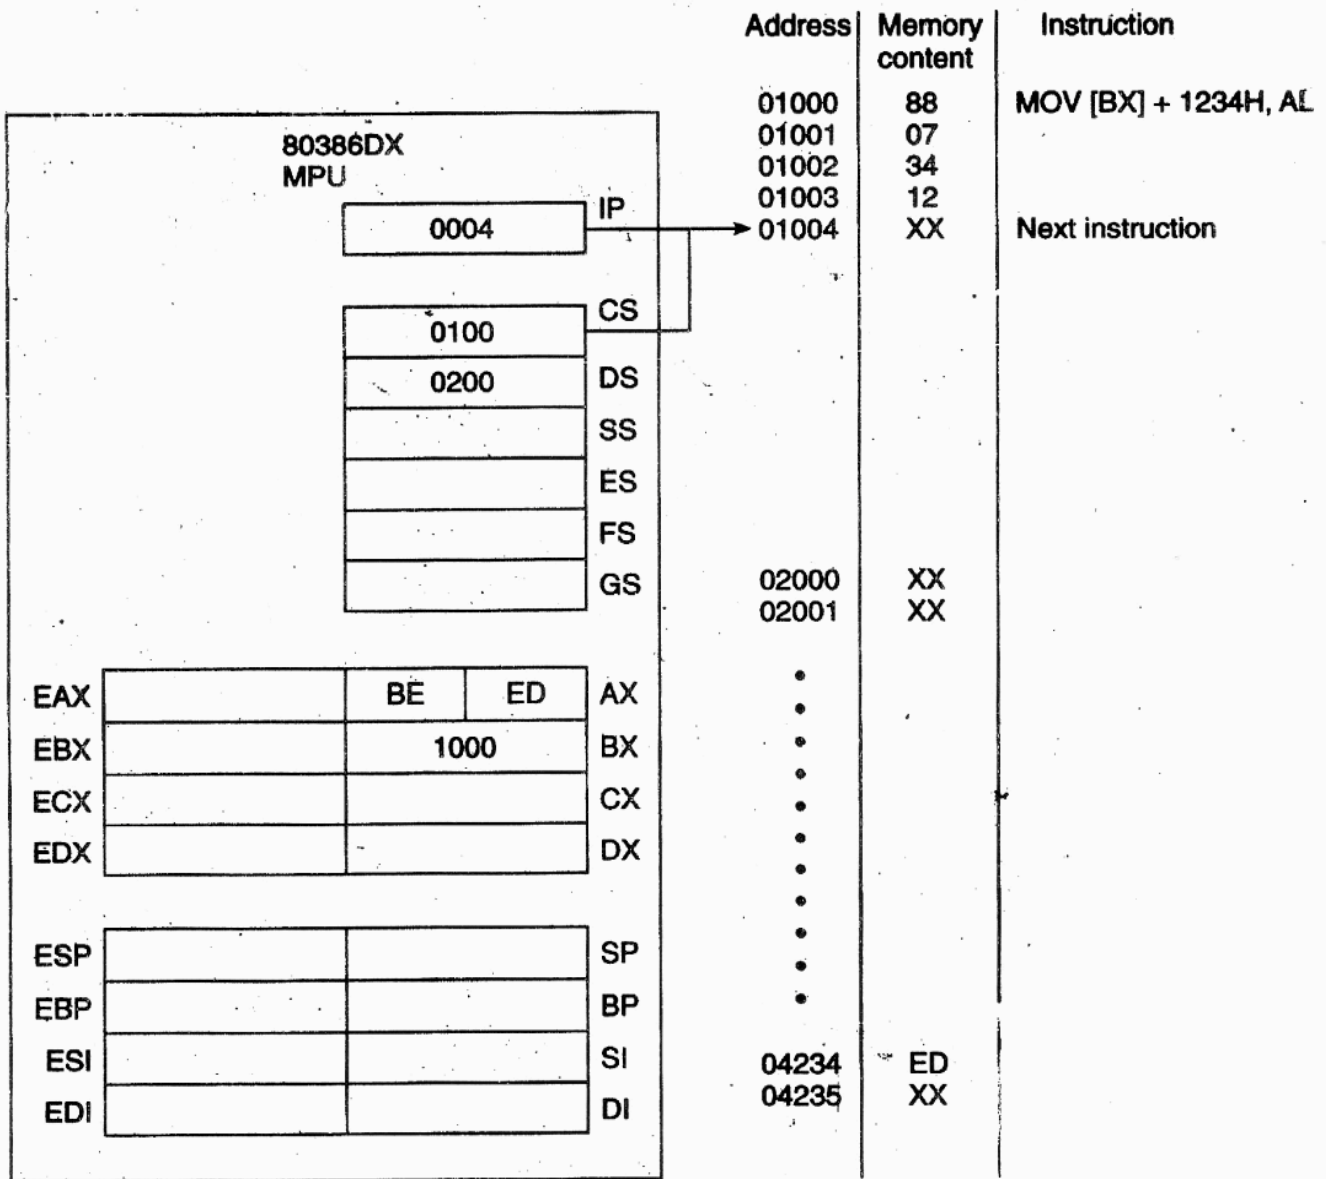 Address Memory content Instruction
01000 88 MOV [BX] + 1234H, AL
01001 07
01002 34
01003 12
01004 XX Next instruction
80386DX
MPU
0004 IP
CS
0100
0200 DS
SS
ES
FS
GS
02000 XX
02001 XX
EAX BE ED AX
EBX 1000 BX
ECX CX
EDX DX
ESP SP
EBP BP
ESI SI
EDI DI
04234 ED
04235 XX